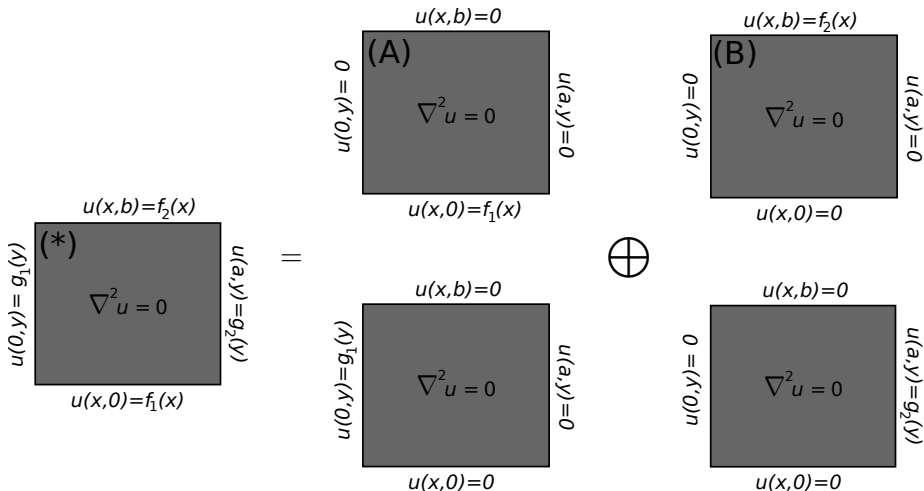 u(x,b)=f₂(x)
u(0,y)= g₁(y)
(*)
∇²u = 0
u(a,y)=g₂(y)
u(x,0)=f₁(x)
=
u(x,b)=0
u(0,y)= 0
(A)
∇²u = 0
u(a,y)=0
u(x,0)=f₁(x)
u(x,b)=f₂(x)
u(0,y)= 0
(B)
∇²u = 0
u(a,y)=0
u(x,0)=0
⊕
u(x,b)=0
u(0,y)=g₁(y)
∇²u = 0
u(a,y)=0
u(x,0)=0
u(x,b)=0
u(0,y)= 0
∇²u = 0
u(a,y)=g₂(y)
u(x,0)=0